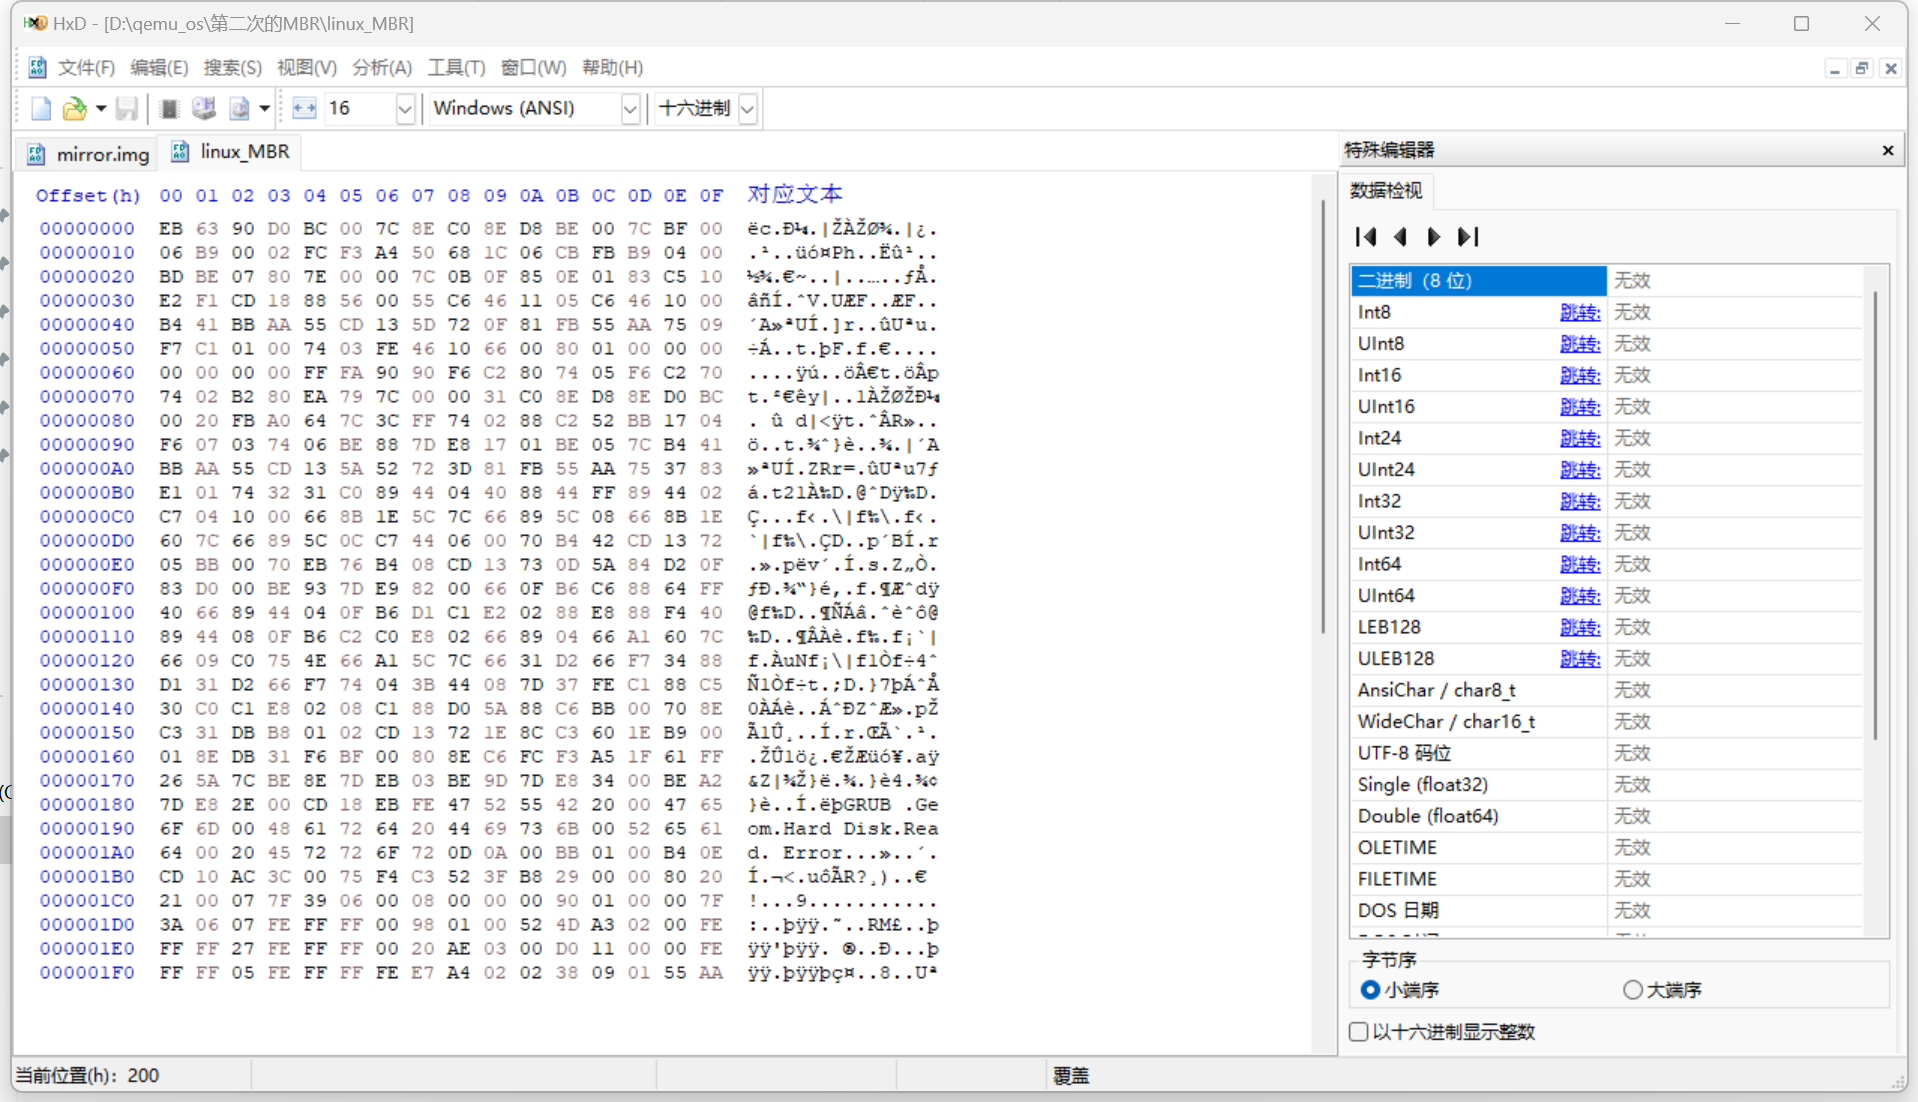 HxD - [D:\qemu_os\第二次的MBR\linux_MBR]
文件(F) 编辑(E) 搜索(S) 视图(V) 分析(A) 工具(T) 窗口(W) 帮助(H)
16 Windows (ANSI) 十六进制
mirror.img linux_MBR
Offset(h) 00 01 02 03 04 05 06 07 08 09 0A 0B 0C 0D 0E 0F 对应文本
00000000 EB 63 90 D0 BC 00 7C 8E C0 8E D8 BE 00 7C BF 00 ëc.Ð¼.|ŽÀŽØ¾.|¿.
00000010 06 B9 00 02 FC F3 A4 50 68 1C 06 CB FB B9 04 00 .¹..üó¤Ph..Ëû¹..
00000020 BD BE 07 80 7E 00 00 7C 0B 0F 85 0E 01 83 C5 10 ½¾.€~..|..…..ƒÅ.
00000030 E2 F1 CD 18 88 56 00 55 C6 46 11 05 C6 46 10 00 âñÍ.ˆV.UÆF..ÆF..
00000040 B4 41 BB AA 55 CD 13 5D 72 0F 81 FB 55 AA 75 09 ´A»ªUÍ.]r..ûUªu.
00000050 F7 C1 01 00 74 03 FE 46 10 66 00 80 01 00 00 00 ÷Á..t.þF.f.€....
00000060 00 00 00 00 FF FA 90 90 F6 C2 80 74 05 F6 C2 70 ....ÿú..öÂ€t.öÂp
00000070 74 02 B2 80 EA 79 7C 00 00 31 C0 8E D8 8E D0 BC t.²€êy|..1ÀŽØŽÐ¼
00000080 00 20 FB A0 64 7C 3C FF 74 02 88 C2 52 BB 17 04 . û d|<ÿt.ˆÂR»..
00000090 F6 07 03 74 06 BE 88 7D E8 17 01 BE 05 7C B4 41 ö..t.¾ˆ}è..¾.|´A
000000A0 BB AA 55 CD 13 5A 52 72 3D 81 FB 55 AA 75 37 83 »ªUÍ.ZRr=.ûUªu7ƒ
000000B0 E1 01 74 32 31 C0 89 44 04 40 88 44 FF 89 44 02 á.t21À‰D.@ˆDÿ‰D.
000000C0 C7 04 10 00 66 8B 1E 5C 7C 66 89 5C 08 66 8B 1E Ç...f‹.\|f‰\.f‹.
000000D0 60 7C 66 89 5C 0C C7 44 06 00 70 B4 42 CD 13 72 `|f‰\.ÇD..p´BÍ.r
000000E0 05 BB 00 70 EB 76 B4 08 CD 13 73 0D 5A 84 D2 0F .».pëv´.Í.s.Z„Ò.
000000F0 83 D0 00 BE 93 7D E9 82 00 66 0F B6 C6 88 64 FF ƒÐ.¾“}é‚.f.¶Æˆdÿ
00000100 40 66 89 44 04 0F B6 D1 C1 E2 02 88 E8 88 F4 40 @f‰D..¶ÑÁâ.ˆèˆô@
00000110 89 44 08 0F B6 C2 C0 E8 02 66 89 04 66 A1 60 7C ‰D..¶ÂÀè.f‰.f¡`|
00000120 66 09 C0 75 4E 66 A1 5C 7C 66 31 D2 66 F7 34 88 f.ÀuNf¡\|f1Òf÷4ˆ
00000130 D1 31 D2 66 F7 74 04 3B 44 08 7D 37 FE C1 88 C5 Ñ1Òf÷t.;D.}7þÁˆÅ
00000140 30 C0 C1 E8 02 08 C1 88 D0 5A 88 C6 BB 00 70 8E 0ÀÁè..ÁˆÐZˆÆ».pŽ
00000150 C3 31 DB B8 01 02 CD 13 72 1E 8C C3 60 1E B9 00 Ã1Û¸..Í.r.ŒÃ`.¹.
00000160 01 8E DB 31 F6 BF 00 80 8E C6 FC F3 A5 1F 61 FF .ŽÛ1ö¿.€ŽÆüó¥.aÿ
00000170 26 5A 7C BE 8E 7D EB 03 BE 9D 7D E8 34 00 BE A2 &Z|¾Ž}ë.¾.}è4.¾¢
00000180 7D E8 2E 00 CD 18 EB FE 47 52 55 42 20 00 47 65 }è..Í.ëþGRUB .Ge
00000190 6F 6D 00 48 61 72 64 20 44 69 73 6B 00 52 65 61 om.Hard Disk.Rea
000001A0 64 00 20 45 72 72 6F 72 0D 0A 00 BB 01 00 B4 0E d. Error...»..´.
000001B0 CD 10 AC 3C 00 75 F4 C3 52 3F B8 29 00 00 80 20 Í.¬<.uôÃR?¸)..€
000001C0 21 00 07 7F 39 06 00 08 00 00 00 90 01 00 00 7F !...9...........
000001D0 3A 06 07 FE FF FF 00 98 01 00 52 4D A3 02 00 FE :..þÿÿ.˜..RM£..þ
000001E0 FF FF 27 FE FF FF 00 20 AE 03 00 D0 11 00 00 FE ÿÿ'þÿÿ. ®..Ð...þ
000001F0 FF FF 05 FE FF FF FE E7 A4 02 02 38 09 01 55 AA ÿÿ.þÿÿþç¤..8..Uª
特殊编辑器
数据检视
二进制 (8 位) 无效
Int8 跳转: 无效
UInt8 跳转: 无效
Int16 跳转: 无效
UInt16 跳转: 无效
Int24 跳转: 无效
UInt24 跳转: 无效
Int32 跳转: 无效
UInt32 跳转: 无效
Int64 跳转: 无效
UInt64 跳转: 无效
LEB128 跳转: 无效
ULEB128 跳转: 无效
AnsiChar / char8_t 无效
WideChar / char16_t 无效
UTF-8 码位 无效
Single (float32) 无效
Double (float64) 无效
OLETIME 无效
FILETIME 无效
DOS 日期 无效
字节序
小端序 大端序
以十六进制显示整数
当前位置(h): 200 覆盖